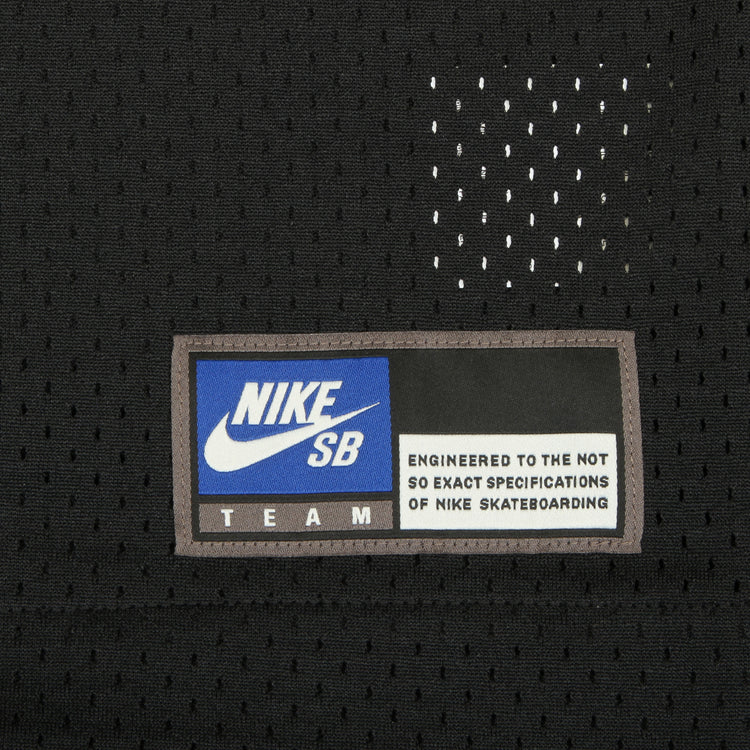 NIKE
SB
TEAM
ENGINEERED TO THE NOT
SO EXACT SPECIFICATIONS
OF NIKE SKATEBOARDING